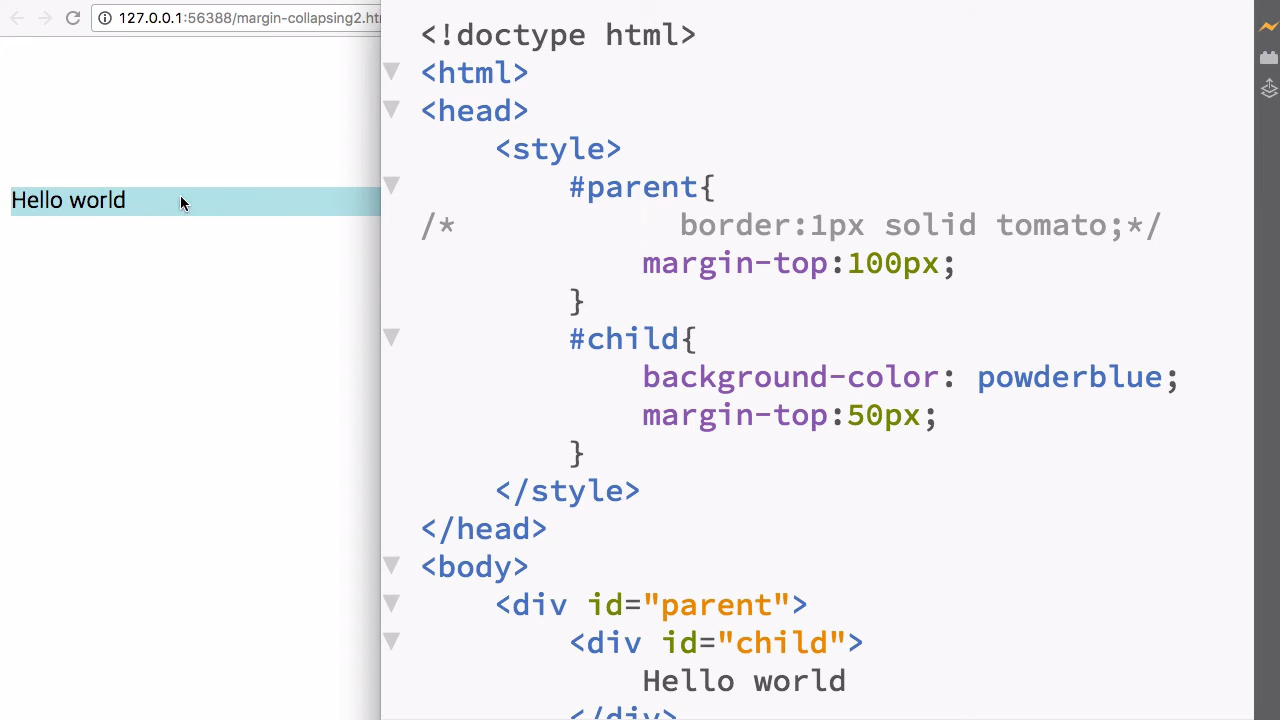 127.0.0.1:56388/margin-collapsing2.htm
Hello world
<!doctype html>
<html>
<head>
<style>
#parent{
/* border:1px solid tomato;*/
margin-top:100px;
}
#child{
background-color: powderblue;
margin-top:50px;
}
</style>
</head>
<body>
<div id="parent">
<div id="child">
Hello world
</div>